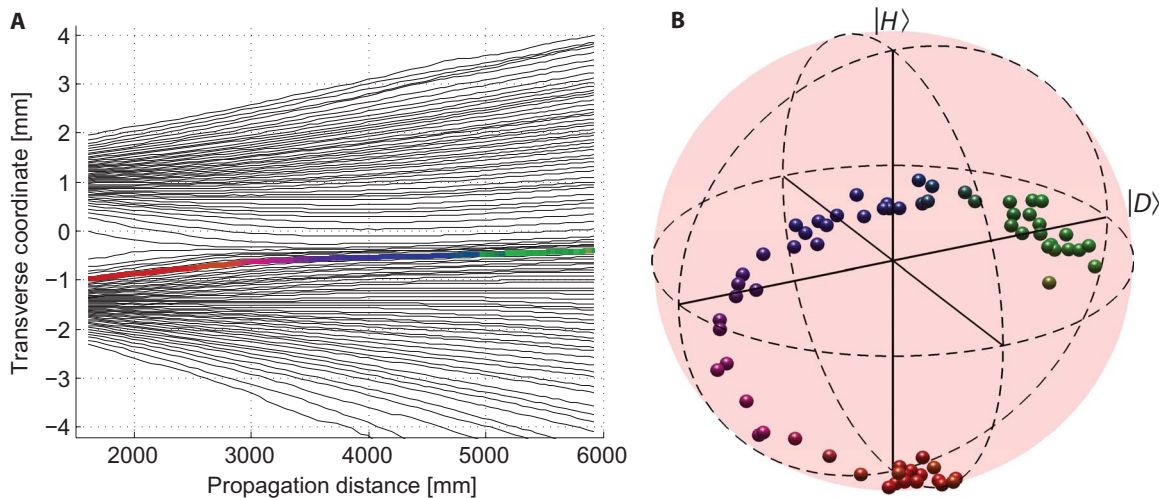 A
Transverse coordinate [mm]
4
3
2
1
0
−1
−2
−3
−4
2000 3000 4000 5000 6000
Propagation distance [mm]
B
|H⟩
|D⟩